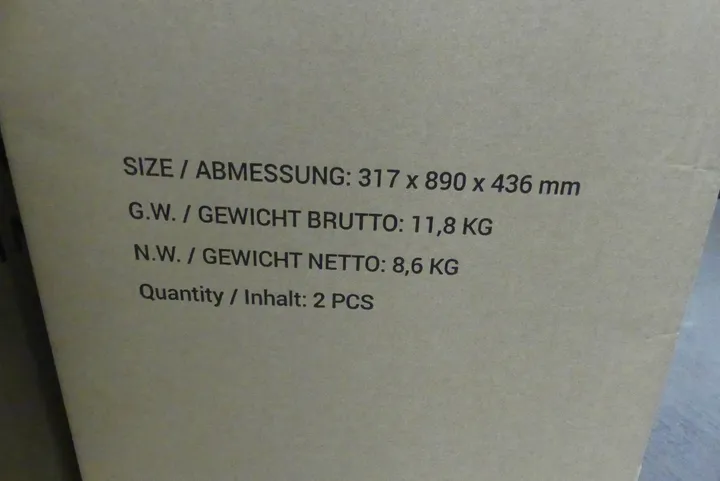 SIZE / ABMESSUNG: 317 x 890 x 436 mm
G.W. / GEWICHT BRUTTO: 11,8 KG
N.W. / GEWICHT NETTO: 8,6 KG
Quantity / Inhalt: 2 PCS